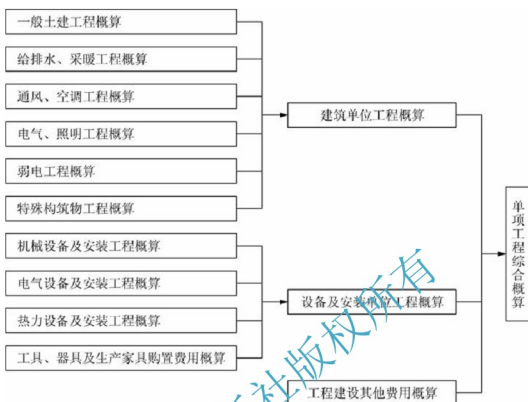 一般土建工程概算
给排水、采暖工程概算
通风、空调工程概算
电气、照明工程概算
弱电工程概算
特殊构筑物工程概算
机械设备及安装工程概算
电气设备及安装工程概算
热力设备及安装工程概算
工具、器具及生产家具购置费用概算
建筑单位工程概算
设备及安装单位工程概算
工程建设其他费用概算
单项工程综合概算
社版权所有